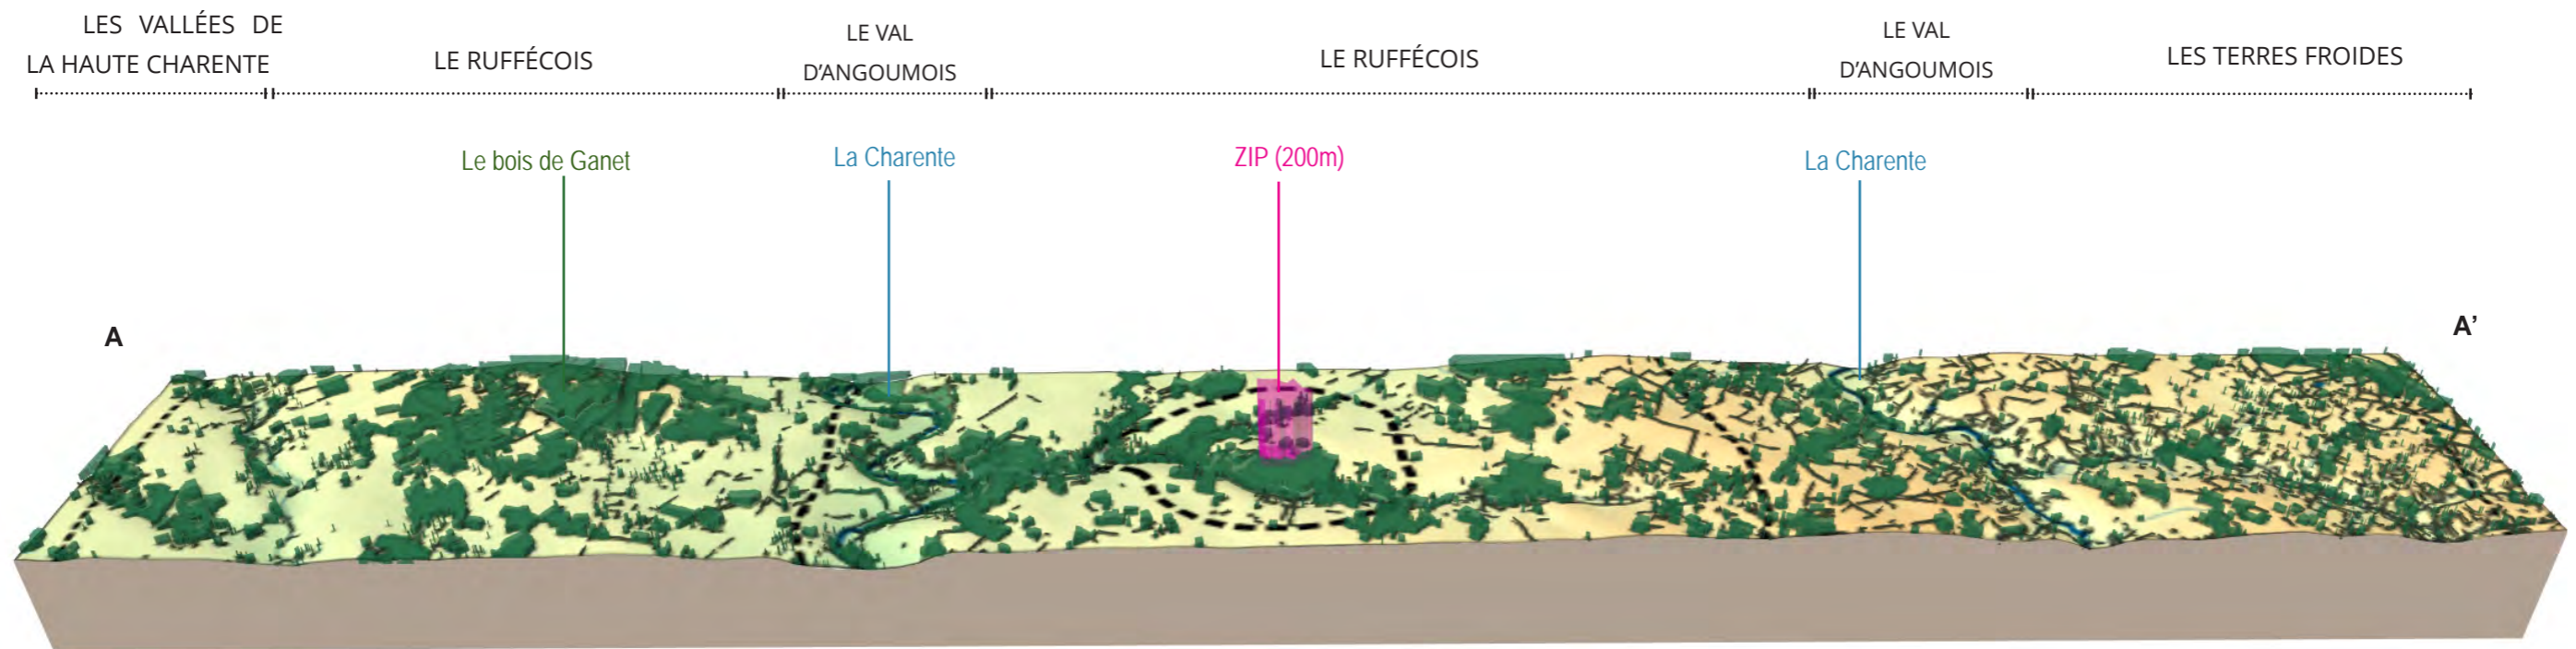 LES VALLÉES DE
LA HAUTE CHARENTE
LE RUFFÉCOIS
LE VAL
D'ANGOUMOIS
LE RUFFÉCOIS
LE VAL
D'ANGOUMOIS
LES TERRES FROIDES
Le bois de Ganet
La Charente
ZIP (200m)
La Charente
A
A’